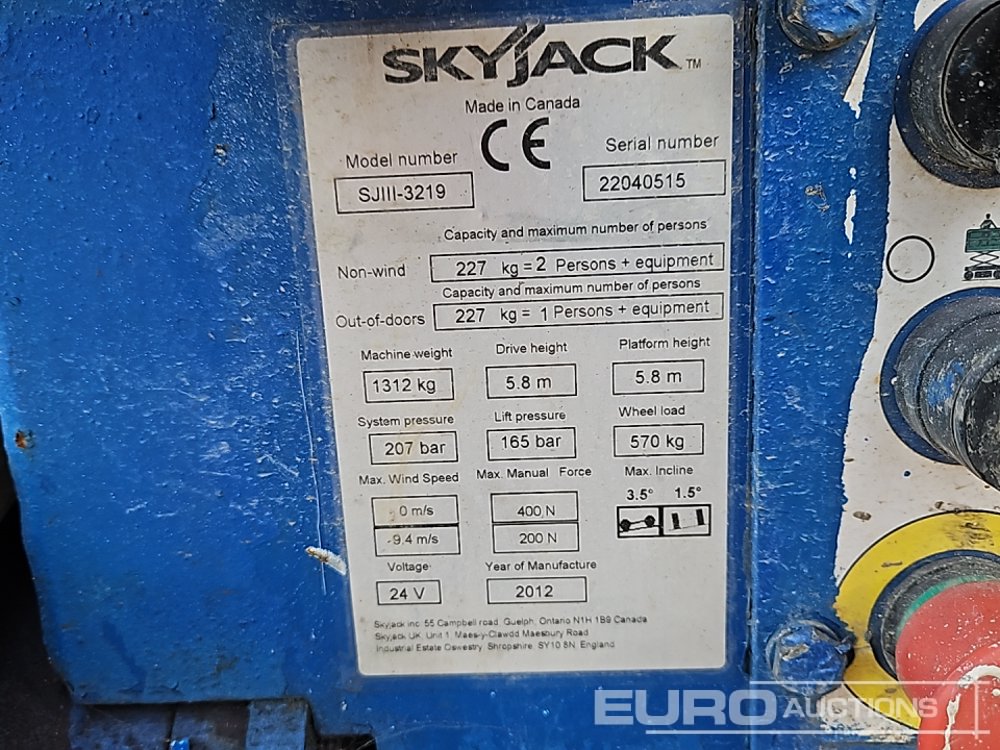 SKYJACK TM
Made in Canada
CE
Model number
Serial number
SJIII-3219
22040515
Capacity and maximum number of persons
Non-wind 227 kg = 2 Persons + equipment
Capacity and maximum number of persons
Out-of-doors 227 kg = 1 Persons + equipment
Machine weight Drive height Platform height
1312 kg 5.8 m 5.8 m
System pressure Lift pressure Wheel load
207 bar 165 bar 570 kg
Max. Wind Speed Max. Manual Force Max. Incline
3.5° 1.5°
0 m/s 400 N
9.4 m/s 200 N
Voltage Year of Manufacture
24 V 2012
Skyjack inc. 55 Campbell road Guelph, Ontario N1H 1B9 Canada
Skyjack UK Unit 1 Maes-y-Clawdd Maesbury Road
Industrial Estate Oswestry Shropshire SY10 8N England
EURO AUCTIONS